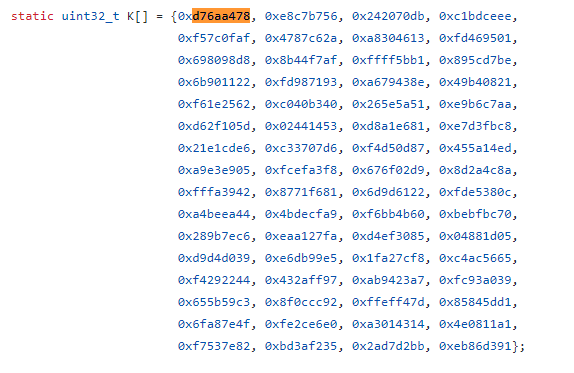 static uint32_t K[] = {0xd76aa478, 0xe8c7b756, 0x242070db, 0xc1bdceee,
0xf57c0faf, 0x4787c62a, 0xa8304613, 0xfd469501,
0x698098d8, 0x8b44f7af, 0xffff5bb1, 0x895cd7be,
0x6b901122, 0xfd987193, 0xa679438e, 0x49b40821,
0xf61e2562, 0xc040b340, 0x265e5a51, 0xe9b6c7aa,
0xd62f105d, 0x02441453, 0xd8a1e681, 0xe7d3fbc8,
0x21e1cde6, 0xc33707d6, 0xf4d50d87, 0x455a14ed,
0xa9e3e905, 0xfcefa3f8, 0x676f02d9, 0x8d2a4c8a,
0xfffa3942, 0x8771f681, 0x6d9d6122, 0xfde5380c,
0xa4beea44, 0x4bdecfa9, 0xf6bb4b60, 0xbebfbc70,
0x289b7ec6, 0xeaa127fa, 0xd4ef3085, 0x04881d05,
0xd9d4d039, 0xe6db99e5, 0x1fa27cf8, 0xc4ac5665,
0xf4292244, 0x432aff97, 0xab9423a7, 0xfc93a039,
0x655b59c3, 0x8f0ccc92, 0xffeff47d, 0x85845dd1,
0x6fa87e4f, 0xfe2ce6e0, 0xa3014314, 0x4e0811a1,
0xf7537e82, 0xbd3af235, 0x2ad7d2bb, 0xeb86d391};